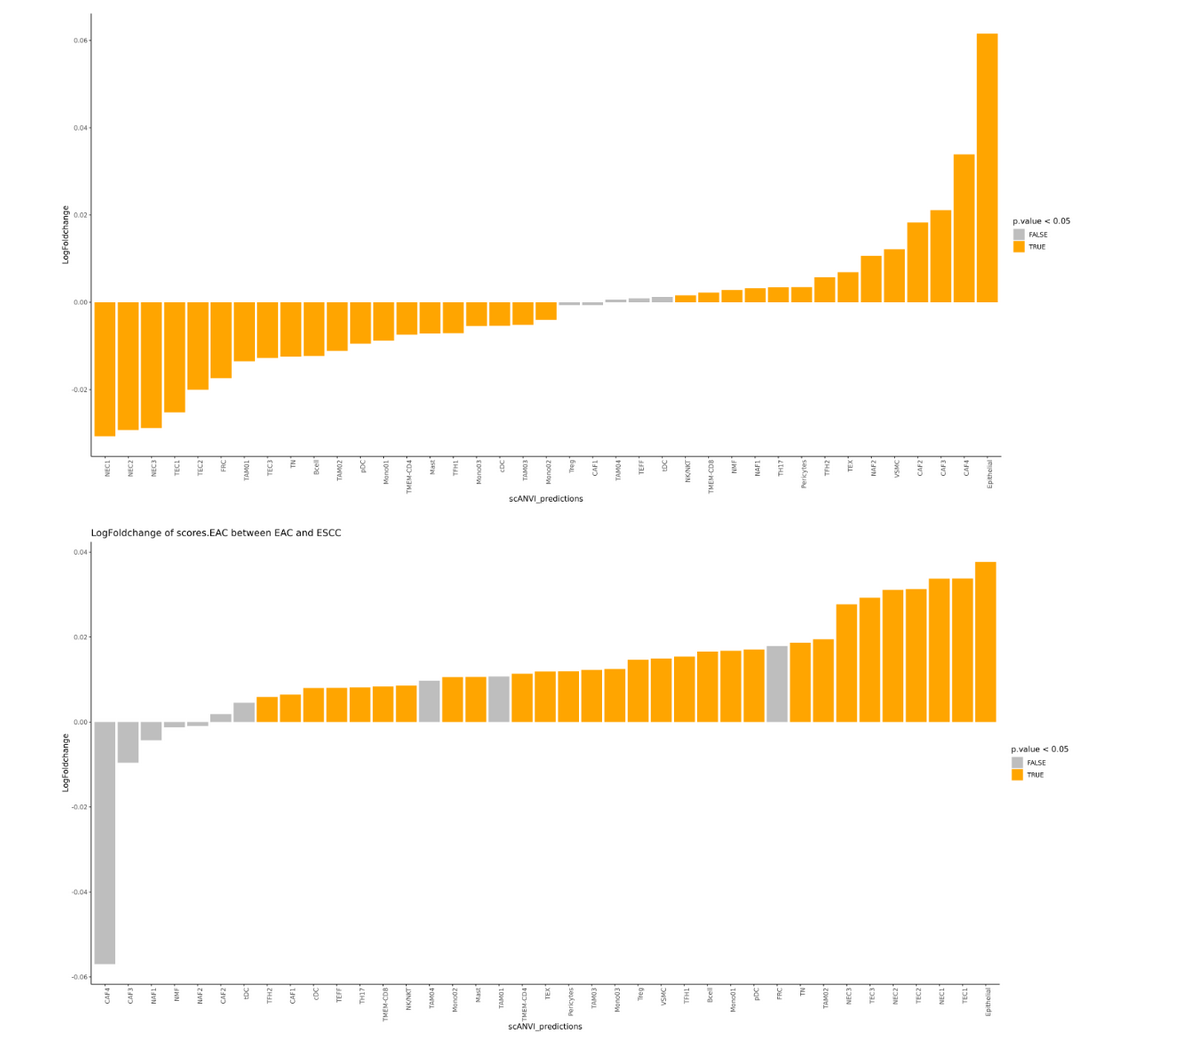 0.06
0.04
0.02
0.00
-0.02
LogFoldchange
NEC1 NEC2 NEC3 TEC1 TEC2 FRC TAM01 TEC3 TN Bcell TAM02 pDC Mono01 TMEM-CD4 Mast TFH1 Mono03 cDC TAM03 Mono02 Treg CAF1 TAM04 TEFF tDC NK/NKT TMEM-CD8 NMF NAF1 TH17 Pericytes TFH2 TEX NAF2 VSMC CAF2 CAF3 CAF4 Epithelial
scANVI_predictions
p.value < 0.05
FALSE
TRUE
LogFoldchange of scores.EAC between EAC and ESCC
0.04
0.02
0.00
-0.02
-0.04
-0.06
LogFoldchange
CAF4 CAF3 NAF1 NMF NAF2 CAF2 tDC TFH2 CAF1 cDC TEFF TH17 TMEM-CD8 NK/NKT TAM04 Mono02 Mast TAM01 TMEM-CD4 TEX Pericytes TAM03 Mono03 Treg VSMC TFH1 Bcell Mono01 pDC FRC TN TAM02 NEC3 TEC3 NEC2 TEC2 NEC1 TEC1 Epithelial
scANVI_predictions
p.value < 0.05
FALSE
TRUE